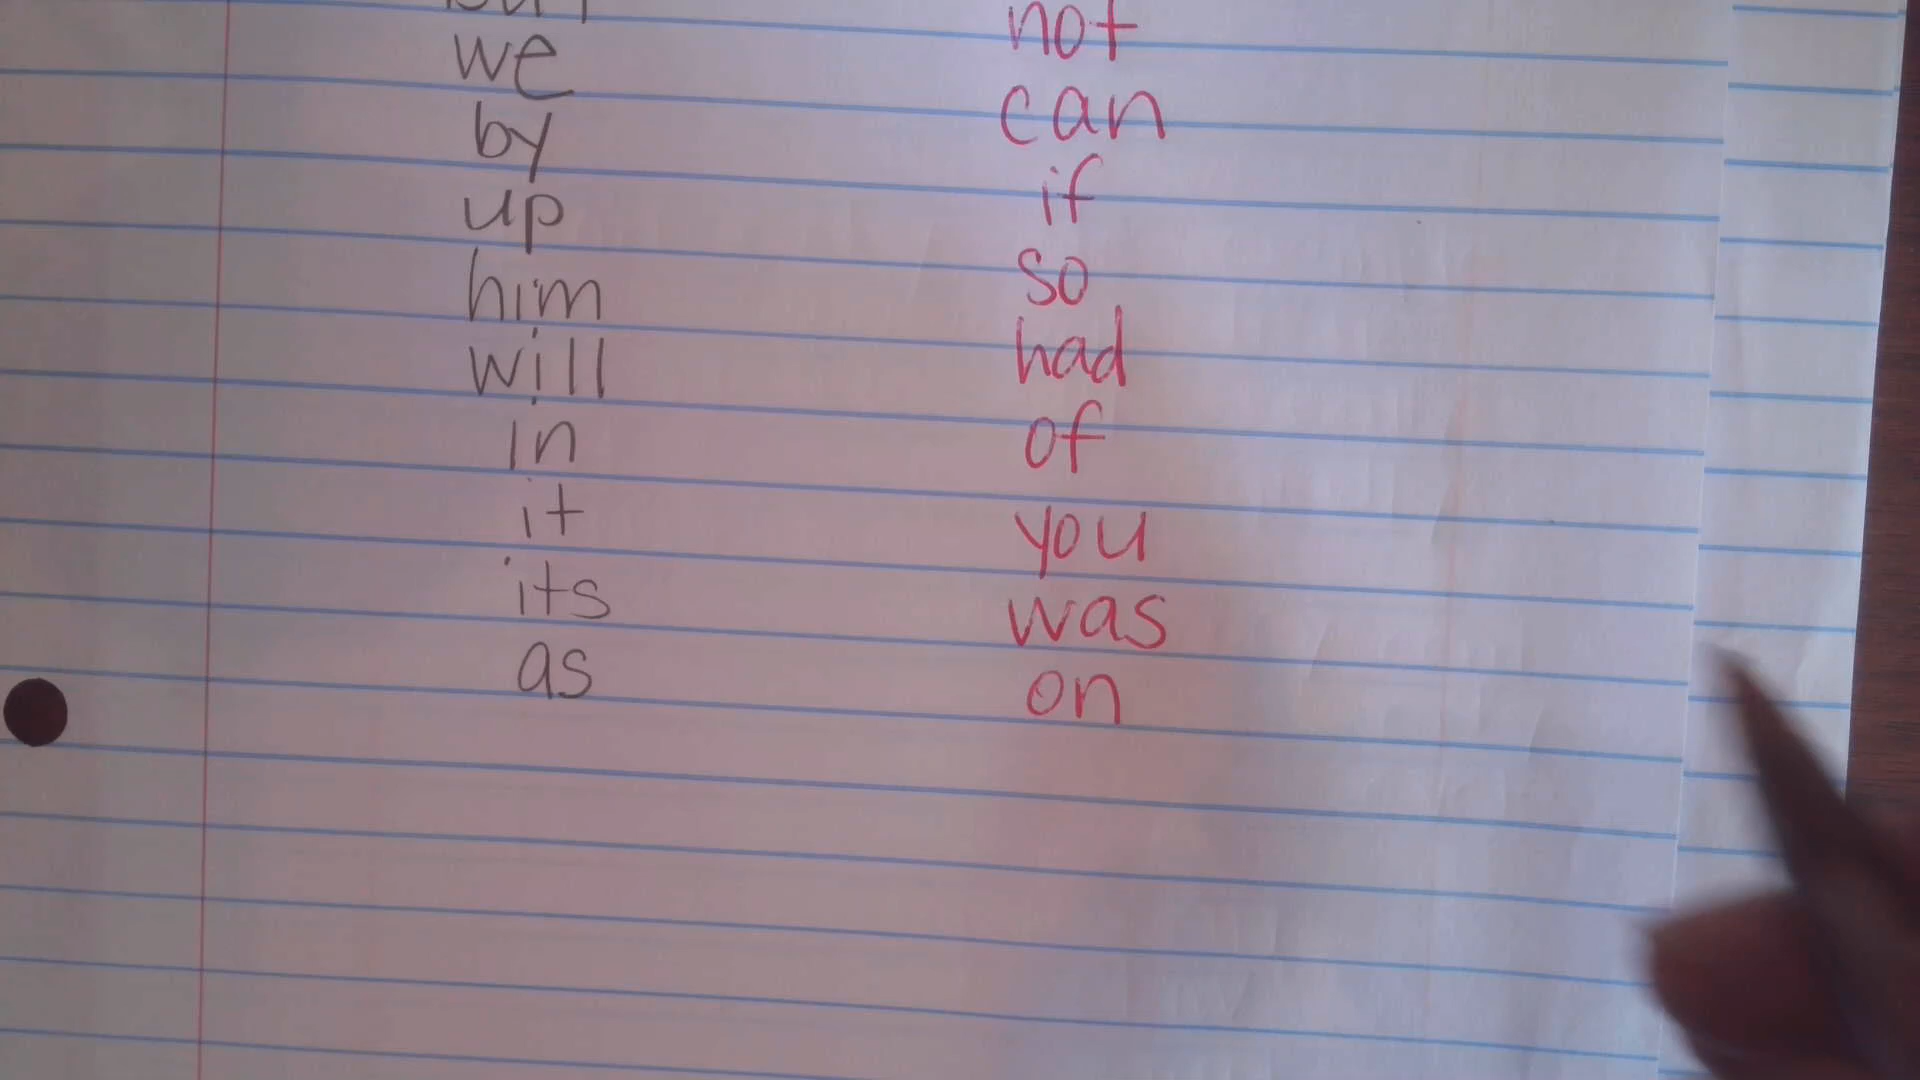 not
we
can
by
if
up
so
him
had
will
of
in
you
it
was
its
on
as